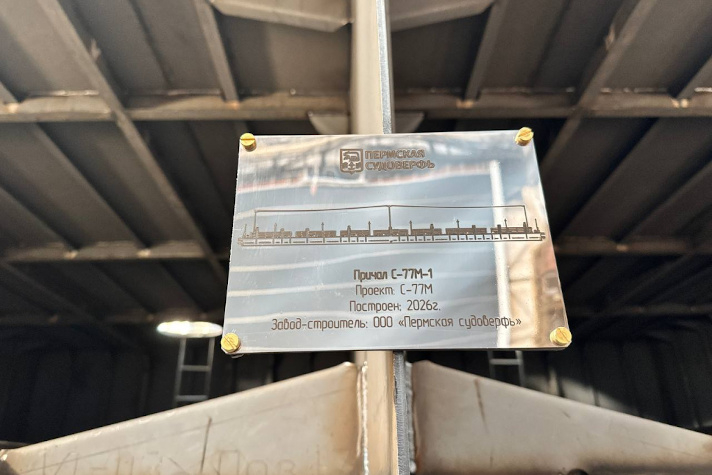 ПЕРМСКАЯ
СУДОВЕРФЬ
Причал С-77М-1
Проект: С-77М
Построен: 2026г.
Завод-строитель: ООО «Пермская судоверфь»